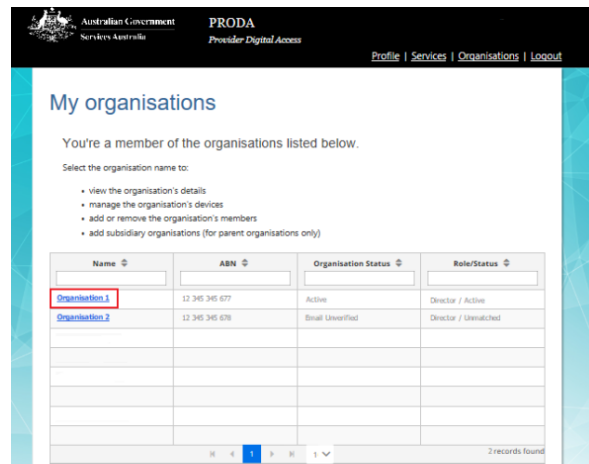 Australian Government
Services Australia
PRODA
Provider Digital Access
Profile | Services | Organisations | Logout
My organisations
You're a member of the organisations listed below.
Select the organisation name to:
• view the organisation's details
• manage the organisation's devices
• add or remove the organisation's members
• add subsidiary organisations (for parent organisations only)
Name ABN Organisation Status Role/Status
Organisation 1 12 345 345 677 Active Director / Active
Organisation 2 12 345 345 678 Email Unverified Director / Unmatched
1 1 2 records found